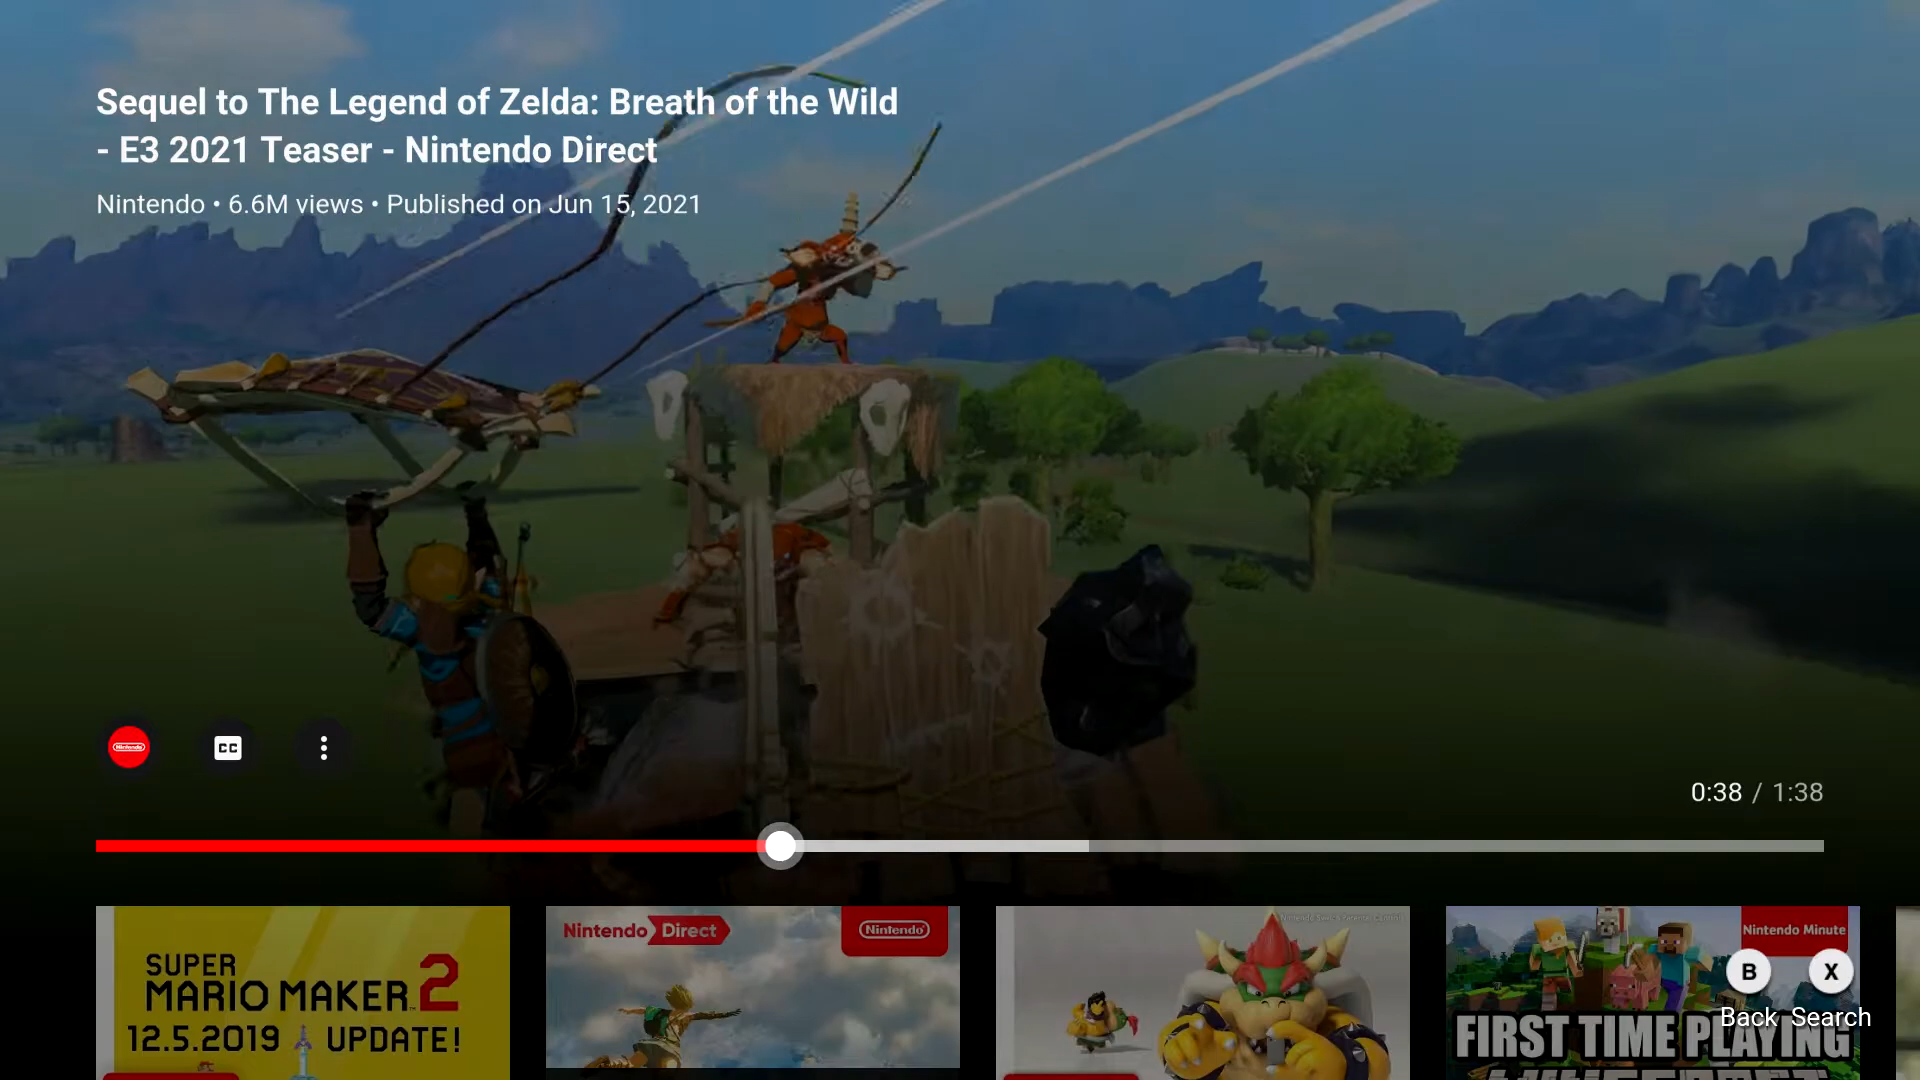 Sequel to The Legend of Zelda: Breath of the Wild
- E3 2021 Teaser - Nintendo Direct
Nintendo • 6.6M views • Published on Jun 15, 2021
Nintendo
CC
0:38 / 1:38
SUPER
MARIO MAKER 2
12.5.2019 UPDATE!
Nintendo Direct
Nintendo
Nintendo Minute
B X
Back Search
FIRST TIME PLAYING